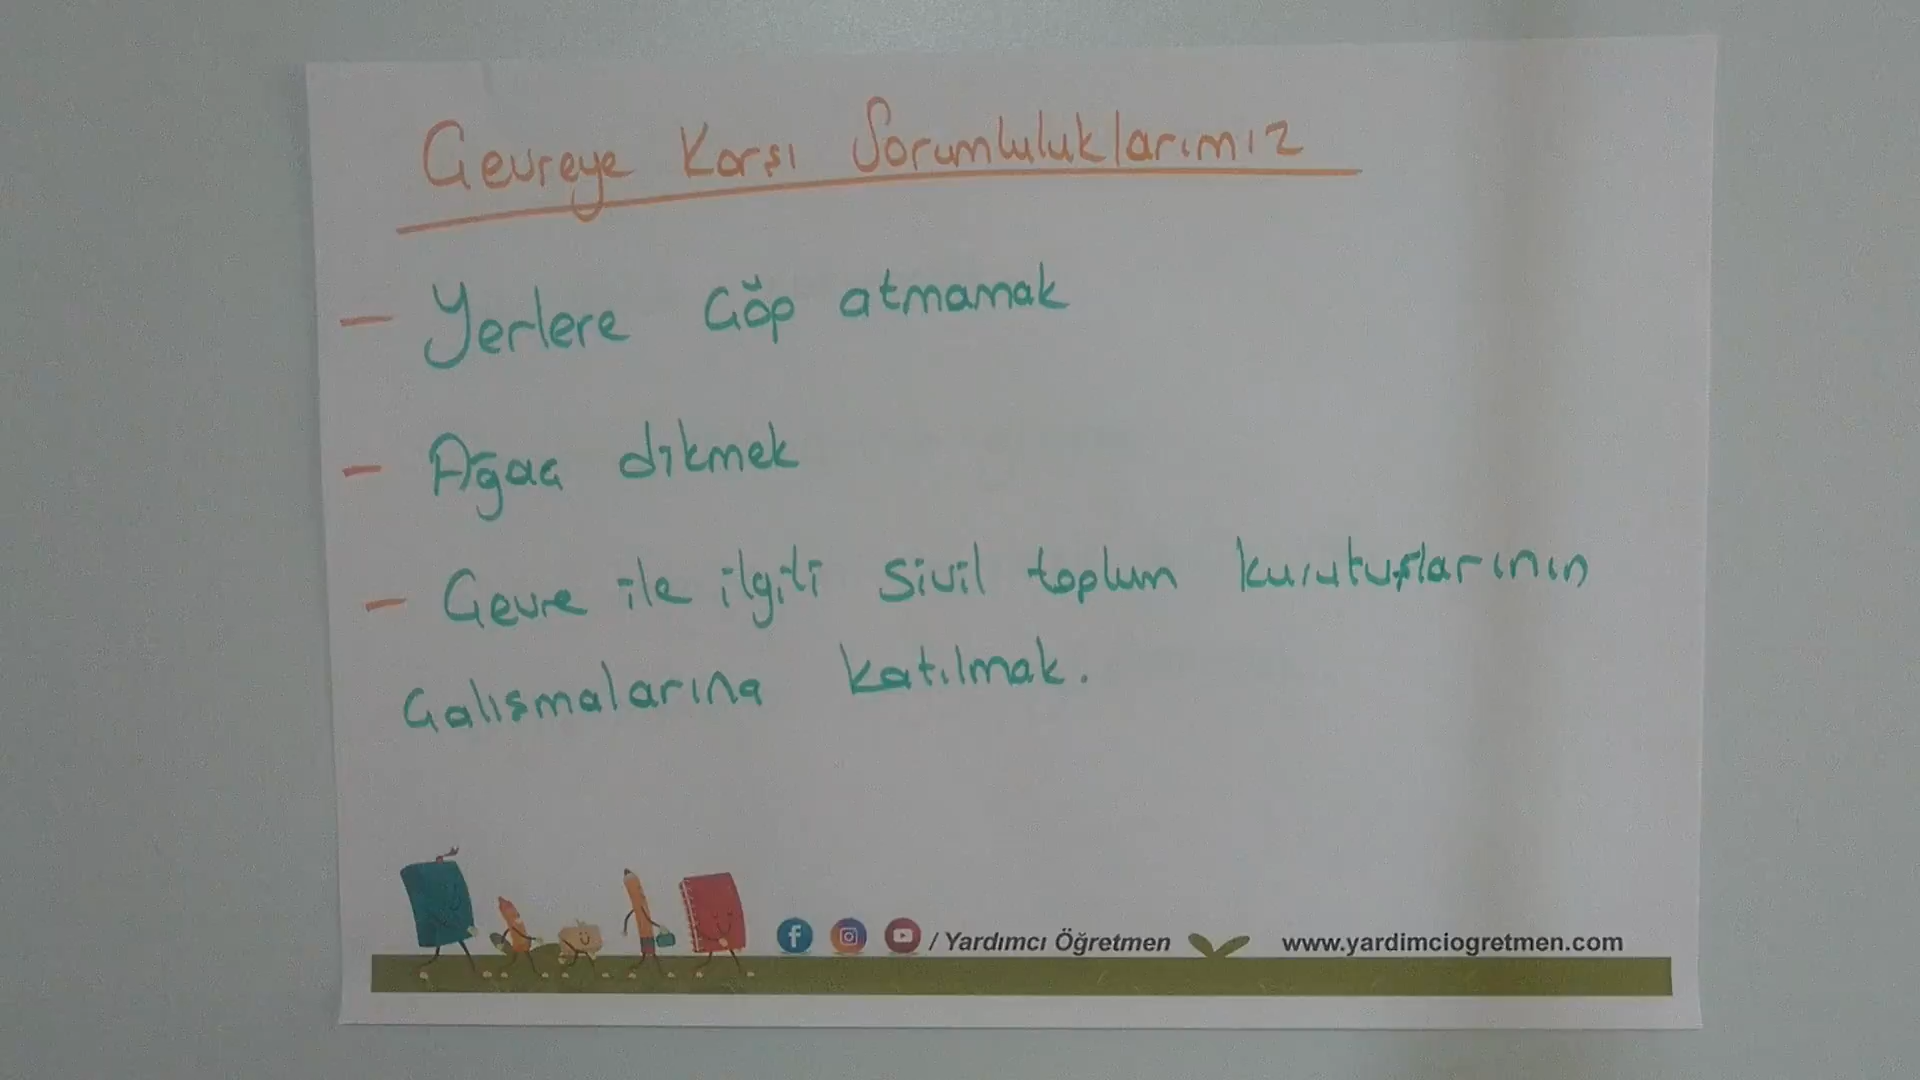 Çevreye Karşı Sorumluluklarımız
- Yerlere Çöp atmamak
- Ağaç dikmek
- Çevre ile ilgili sivil toplum kuruluşlarının
Çalışmalarına katılmak.
/ Yardımcı Öğretmen www.yardimciogretmen.com